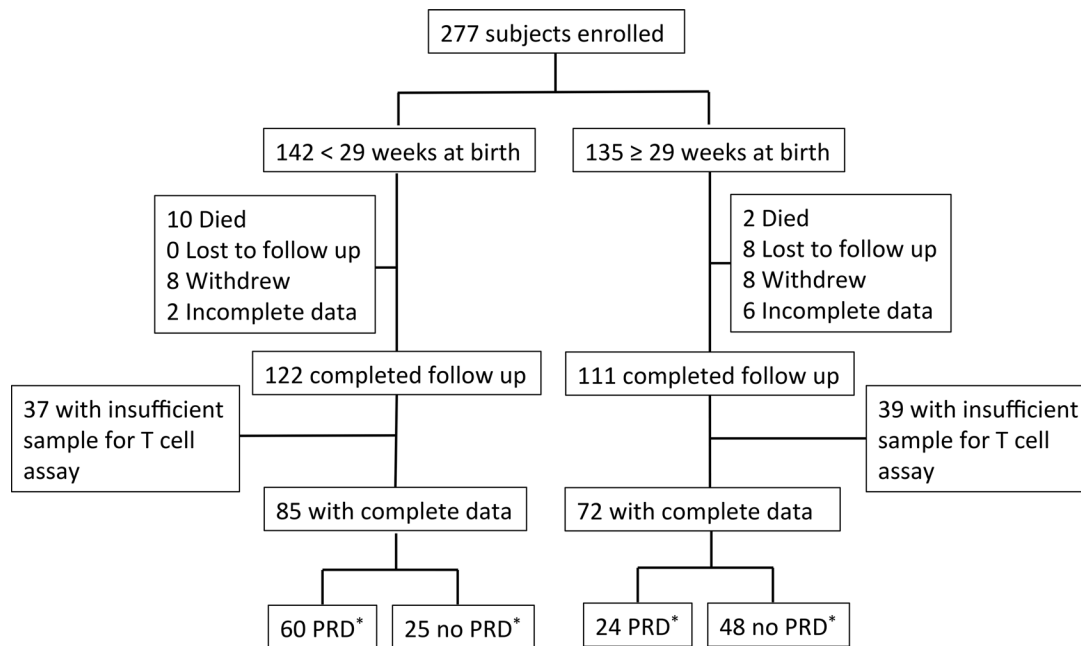 277 subjects enrolled
142 < 29 weeks at birth
135 ≥ 29 weeks at birth
10 Died
0 Lost to follow up
8 Withdrew
2 Incomplete data
2 Died
8 Lost to follow up
8 Withdrew
6 Incomplete data
122 completed follow up
111 completed follow up
37 with insufficient
sample for T cell
assay
39 with insufficient
sample for T cell
assay
85 with complete data
72 with complete data
60 PRD*
25 no PRD*
24 PRD*
48 no PRD*